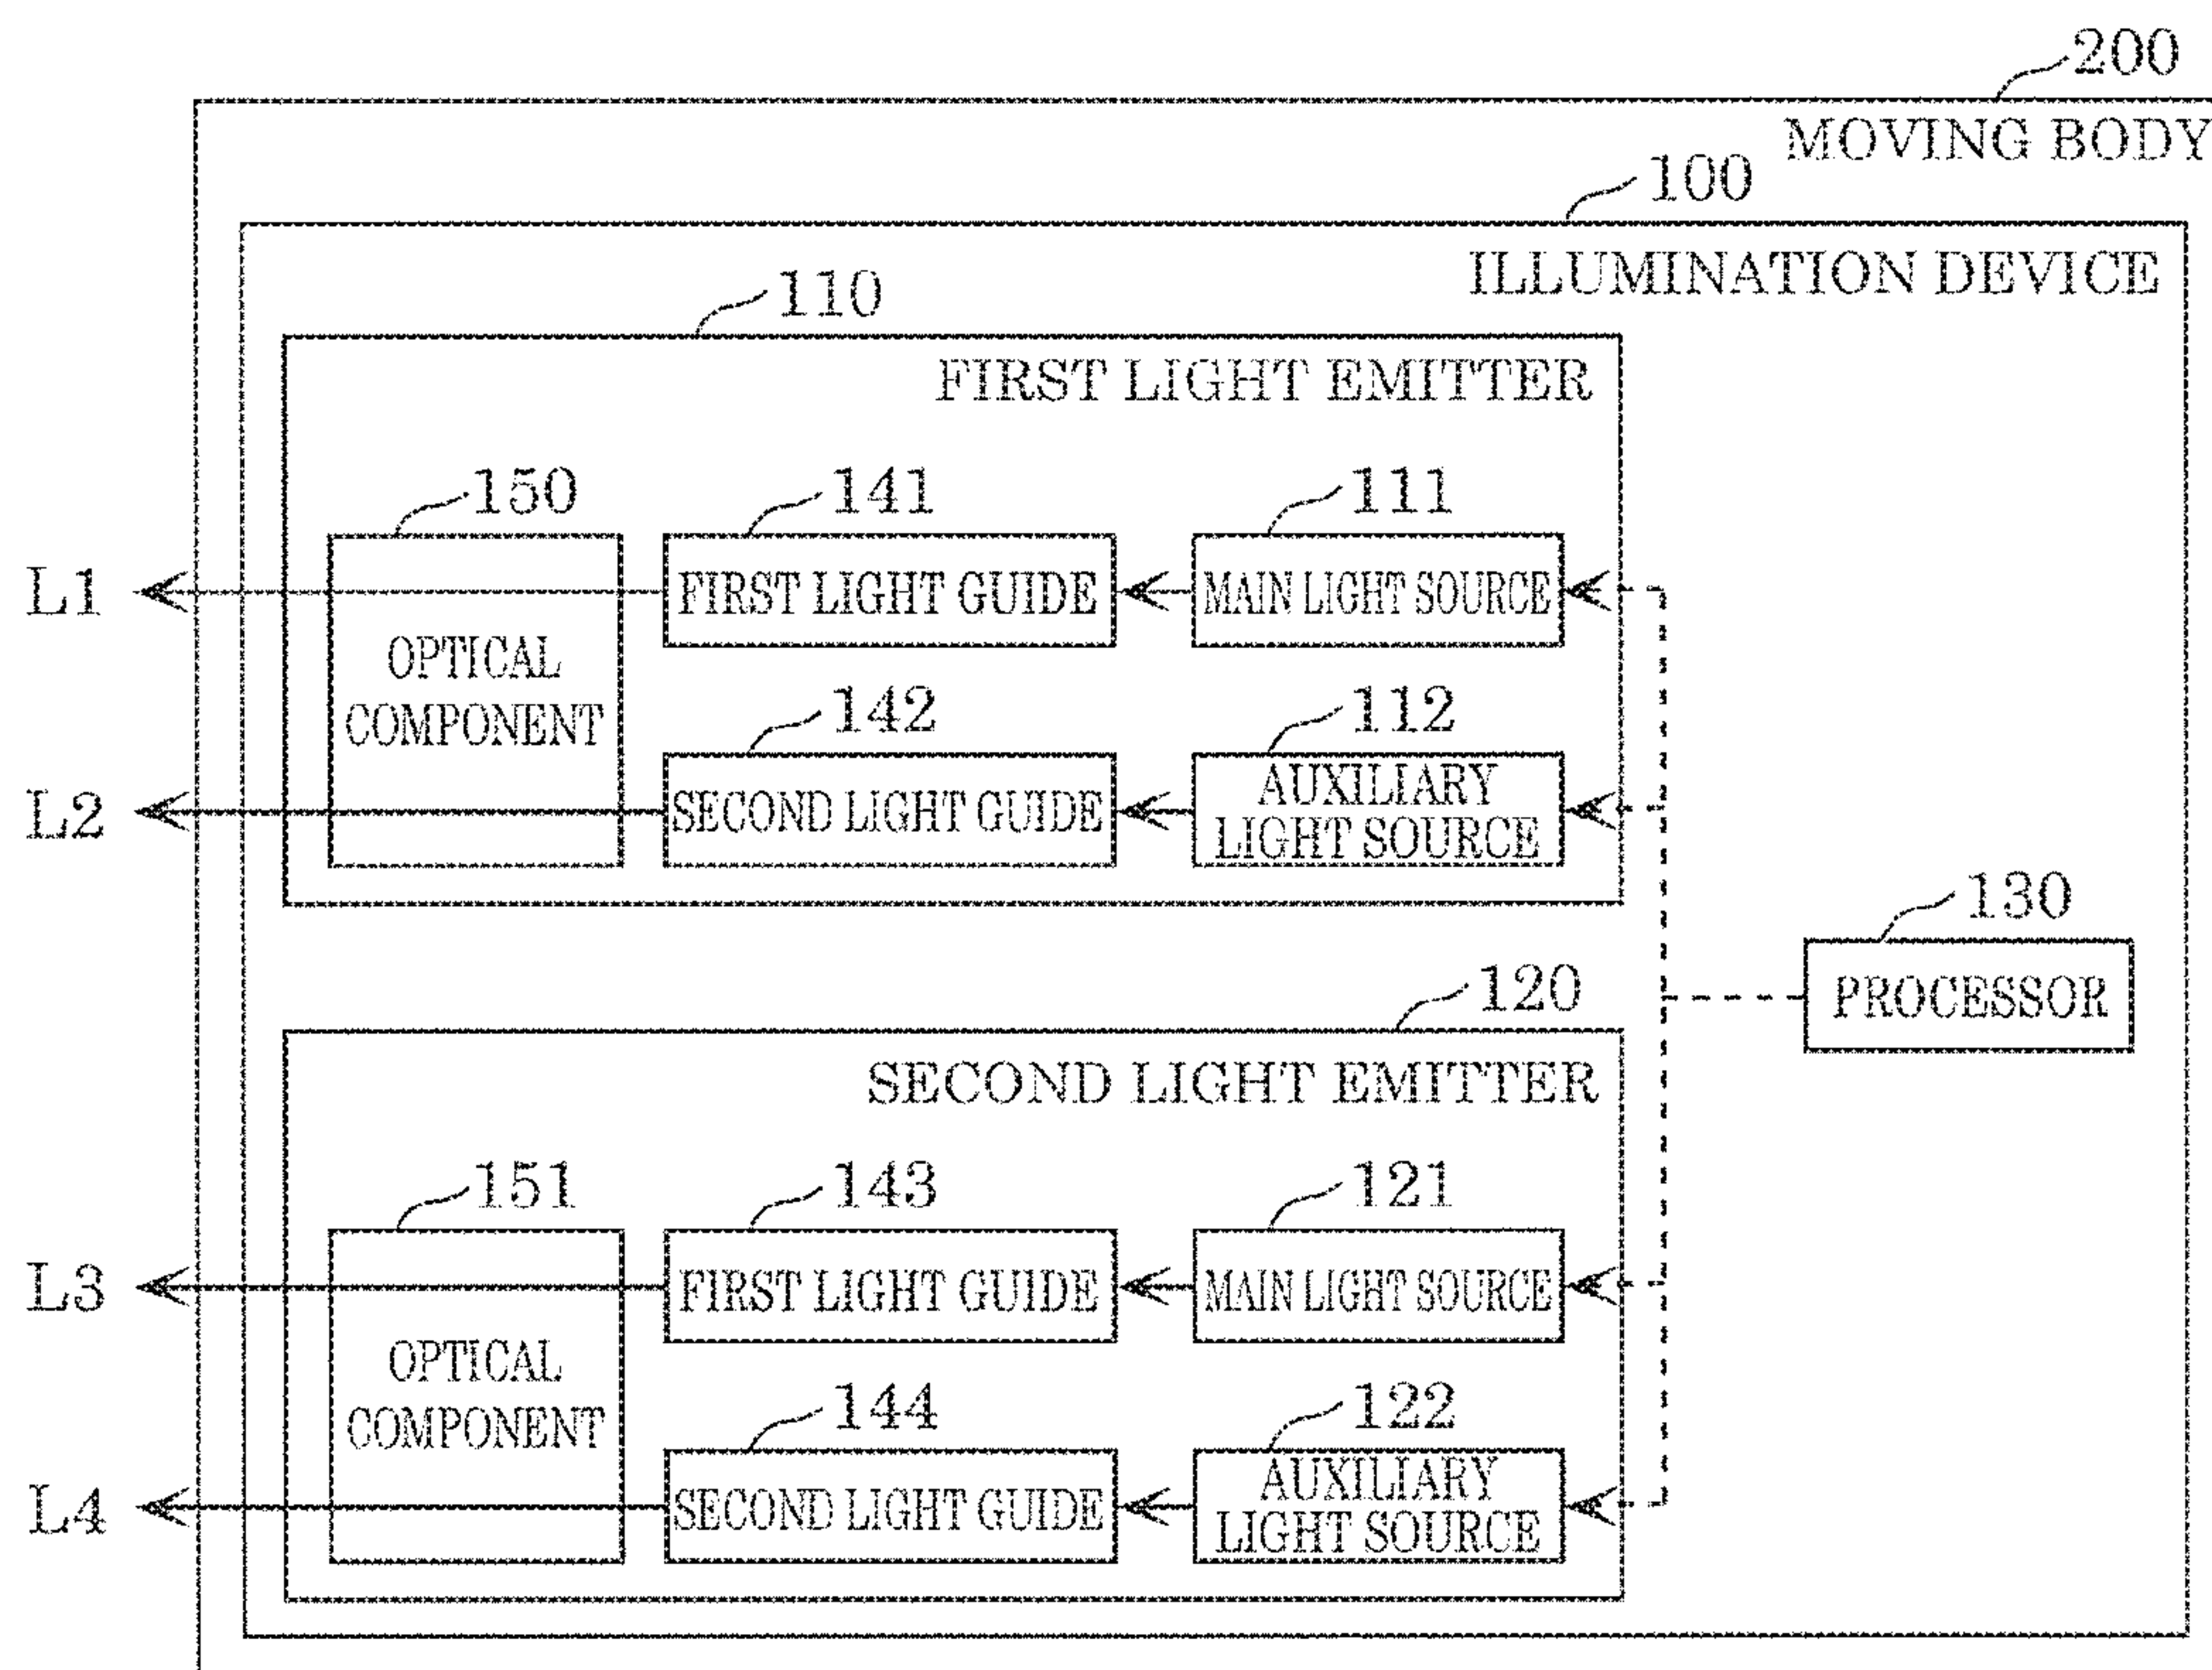 200
MOVING BODY
100
ILLUMINATION DEVICE
110
FIRST LIGHT EMITTER
150
141
111
L1
FIRST LIGHT GUIDE
MAIN LIGHT SOURCE
OPTICAL
COMPONENT
142
112
L2
SECOND LIGHT GUIDE
AUXILIARY
LIGHT SOURCE
130
PROCESSOR
120
SECOND LIGHT EMITTER
151
143
121
L3
FIRST LIGHT GUIDE
MAIN LIGHT SOURCE
OPTICAL
COMPONENT
144
122
L4
SECOND LIGHT GUIDE
AUXILIARY
LIGHT SOURCE